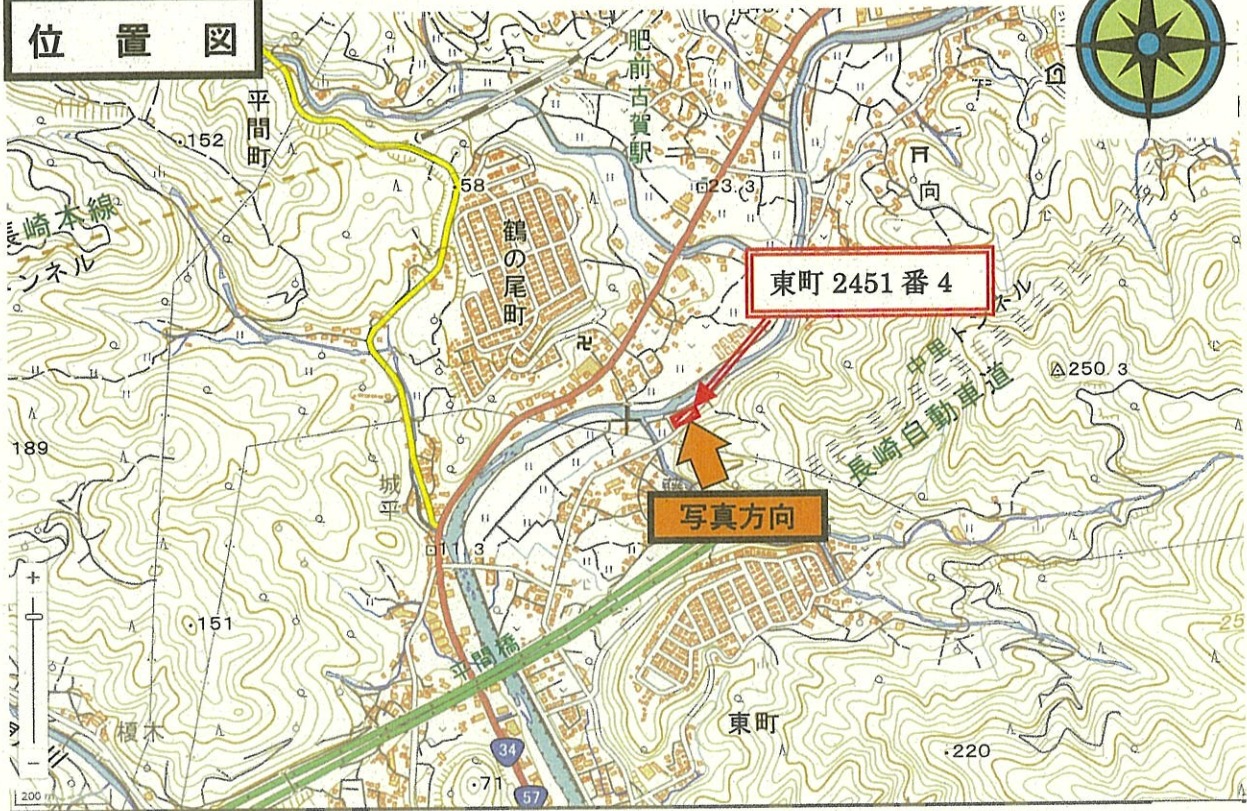 位置図
平間町
152
58
長崎本線
ンネル
鶴の尾町
肥前古賀駅
23.3
向
東町 2451 番 4
中里トンネル
長崎自動車道
250.3
189
城平
写真方向
11.3
151
平間橋
東町
榎木
34
57
71
220
25
+
−
200 m